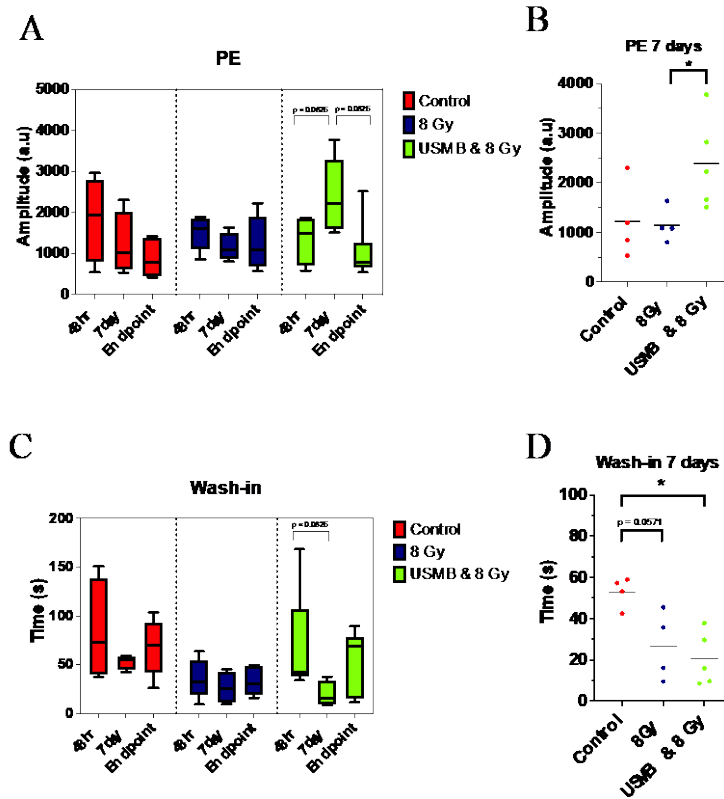 A
PE
Amplitude (a.u)
5000
4000
3000
2000
1000
0
p = 0.0625
p = 0.0625
48hr
7day
Endpoint
48hr
7day
Endpoint
48hr
7day
Endpoint
Control
8 Gy
USMB & 8 Gy
B
PE 7 days
*
Amplitude (a.u)
4000
3000
2000
1000
0
Control
8Gy
USMB & 8 Gy
C
Wash-in
Time (s)
200
150
100
50
0
p = 0.0625
48hr
7day
Endpoint
48hr
7day
Endpoint
48hr
7day
Endpoint
Control
8 Gy
USMB & 8 Gy
D
Wash-in 7 days
*
p = 0.0571
Time (s)
100
80
60
40
20
0
Control
8Gy
USMB & 8 Gy